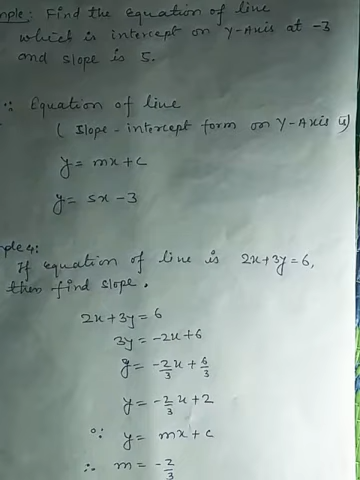 mple: Find the equation of line
which is intercept on Y-Axis at -3
and slope is 5.
∵ Equation of line
( Slope - intercept form on Y-Axis is)
y = mx + c
y = 5x - 3
ple 4:
If equation of line is 2x+3y=6,
then find slope.
2x + 3y = 6
3y = -2x + 6
y = -2/3 x + 6/3
y = -2/3 x + 2
∵ y = mx + c
∴ m = -2/3